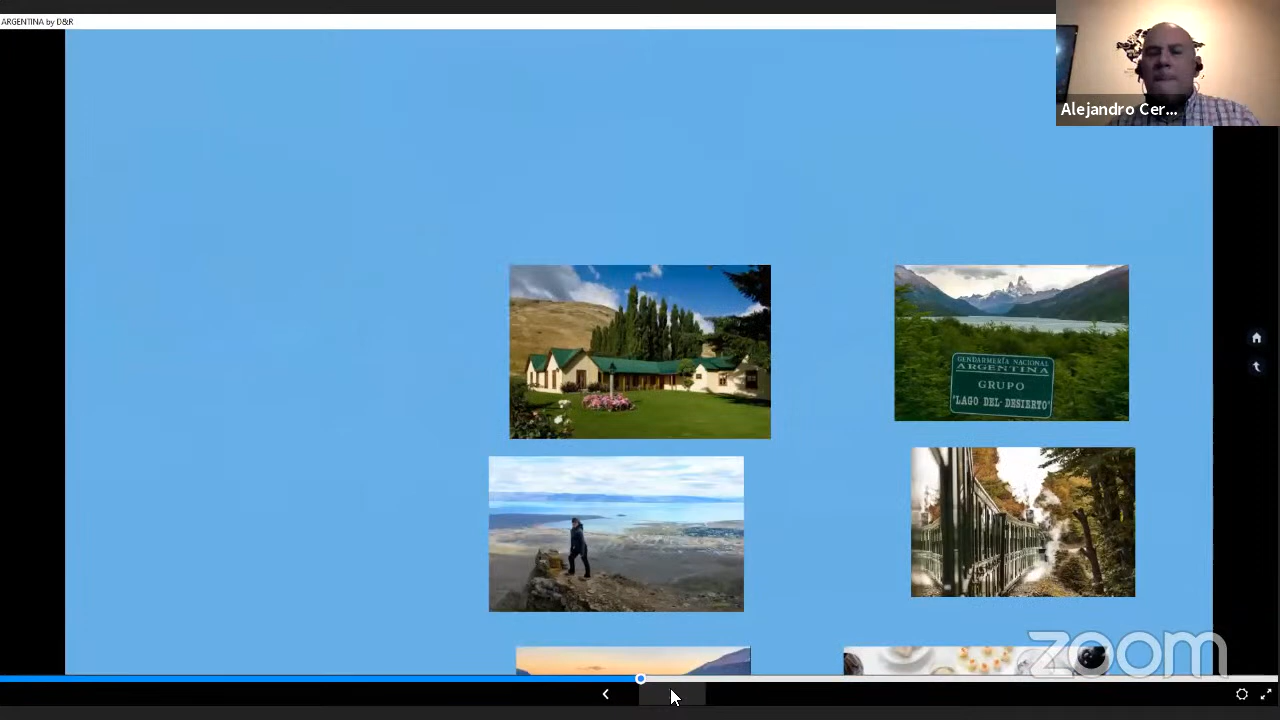 ARGENTINA by D&R
Alejandro Cer...
GENDARMERÍA NACIONAL
ARGENTINA
GRUPO
"LAGO DEL-DESIERTO"
zoom